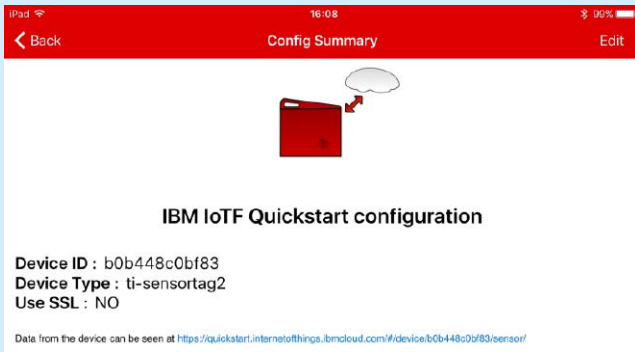 iPad 16:08 99%
Back Config Summary Edit
IBM IoTF Quickstart configuration
Device ID : b0b448c0bf83
Device Type : ti-sensortag2
Use SSL : NO
Data from the device can be seen at https://quickstart.internetofthings.ibmcloud.com/#/device/b0b448c0bf83/sensor/